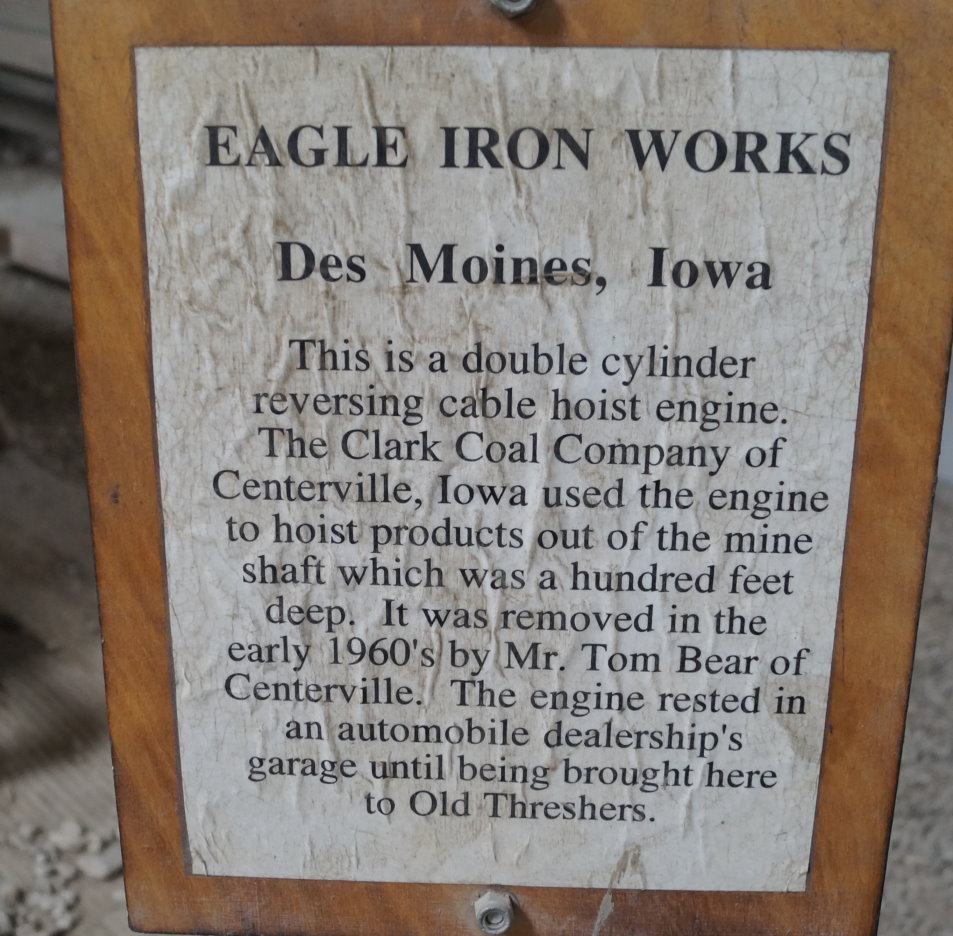 EAGLE IRON WORKS
Des Moines, Iowa
This is a double cylinder
reversing cable hoist engine.
The Clark Coal Company of
Centerville, Iowa used the engine
to hoist products out of the mine
shaft which was a hundred feet
deep. It was removed in the
early 1960's by Mr. Tom Bear of
Centerville. The engine rested in
an automobile dealership's
garage until being brought here
to Old Threshers.